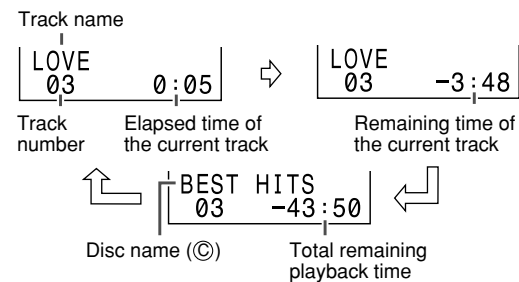 Track name
LOVE
03 0:05
Track number
Elapsed time of the current track
LOVE
03 -3:48
Remaining time of the current track
BEST HITS
03 -43:50
Disc name (©)
Total remaining playback time